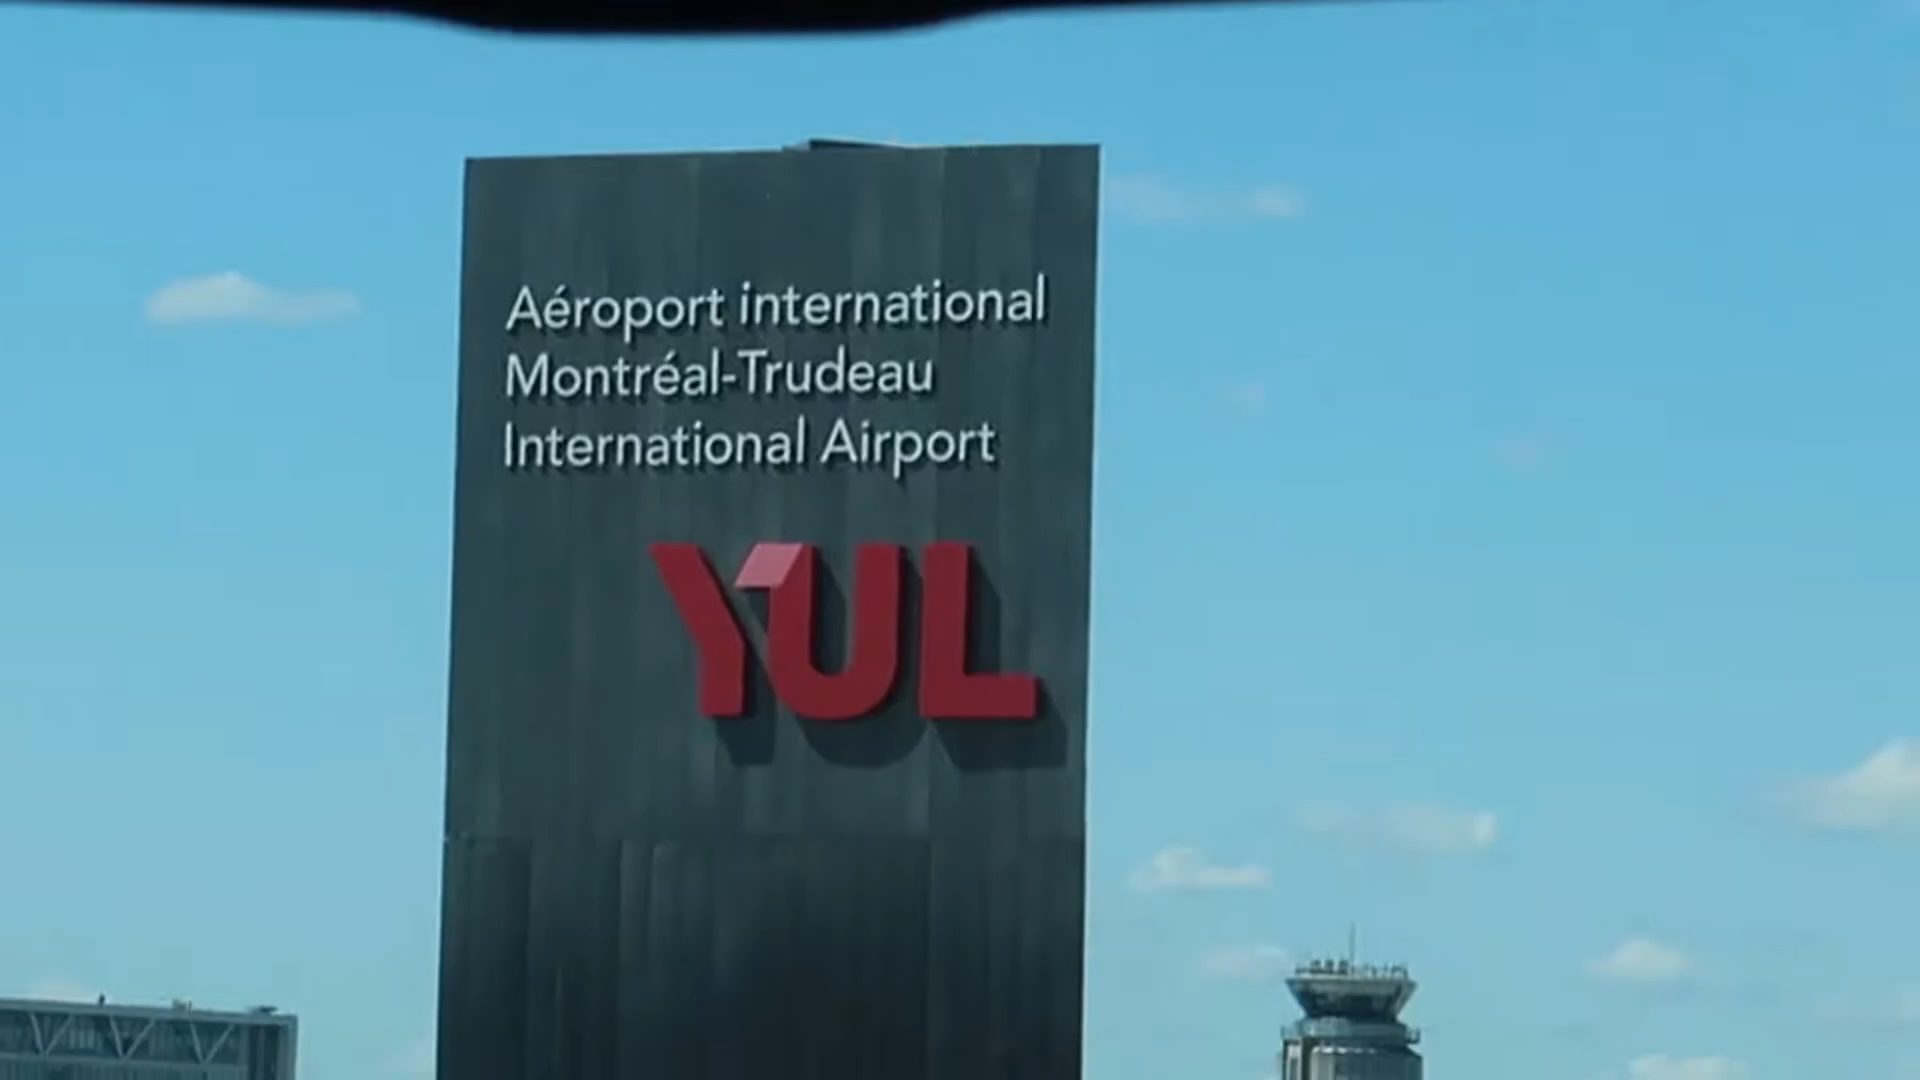 Aéroport international
Montréal-Trudeau
International Airport
YUL